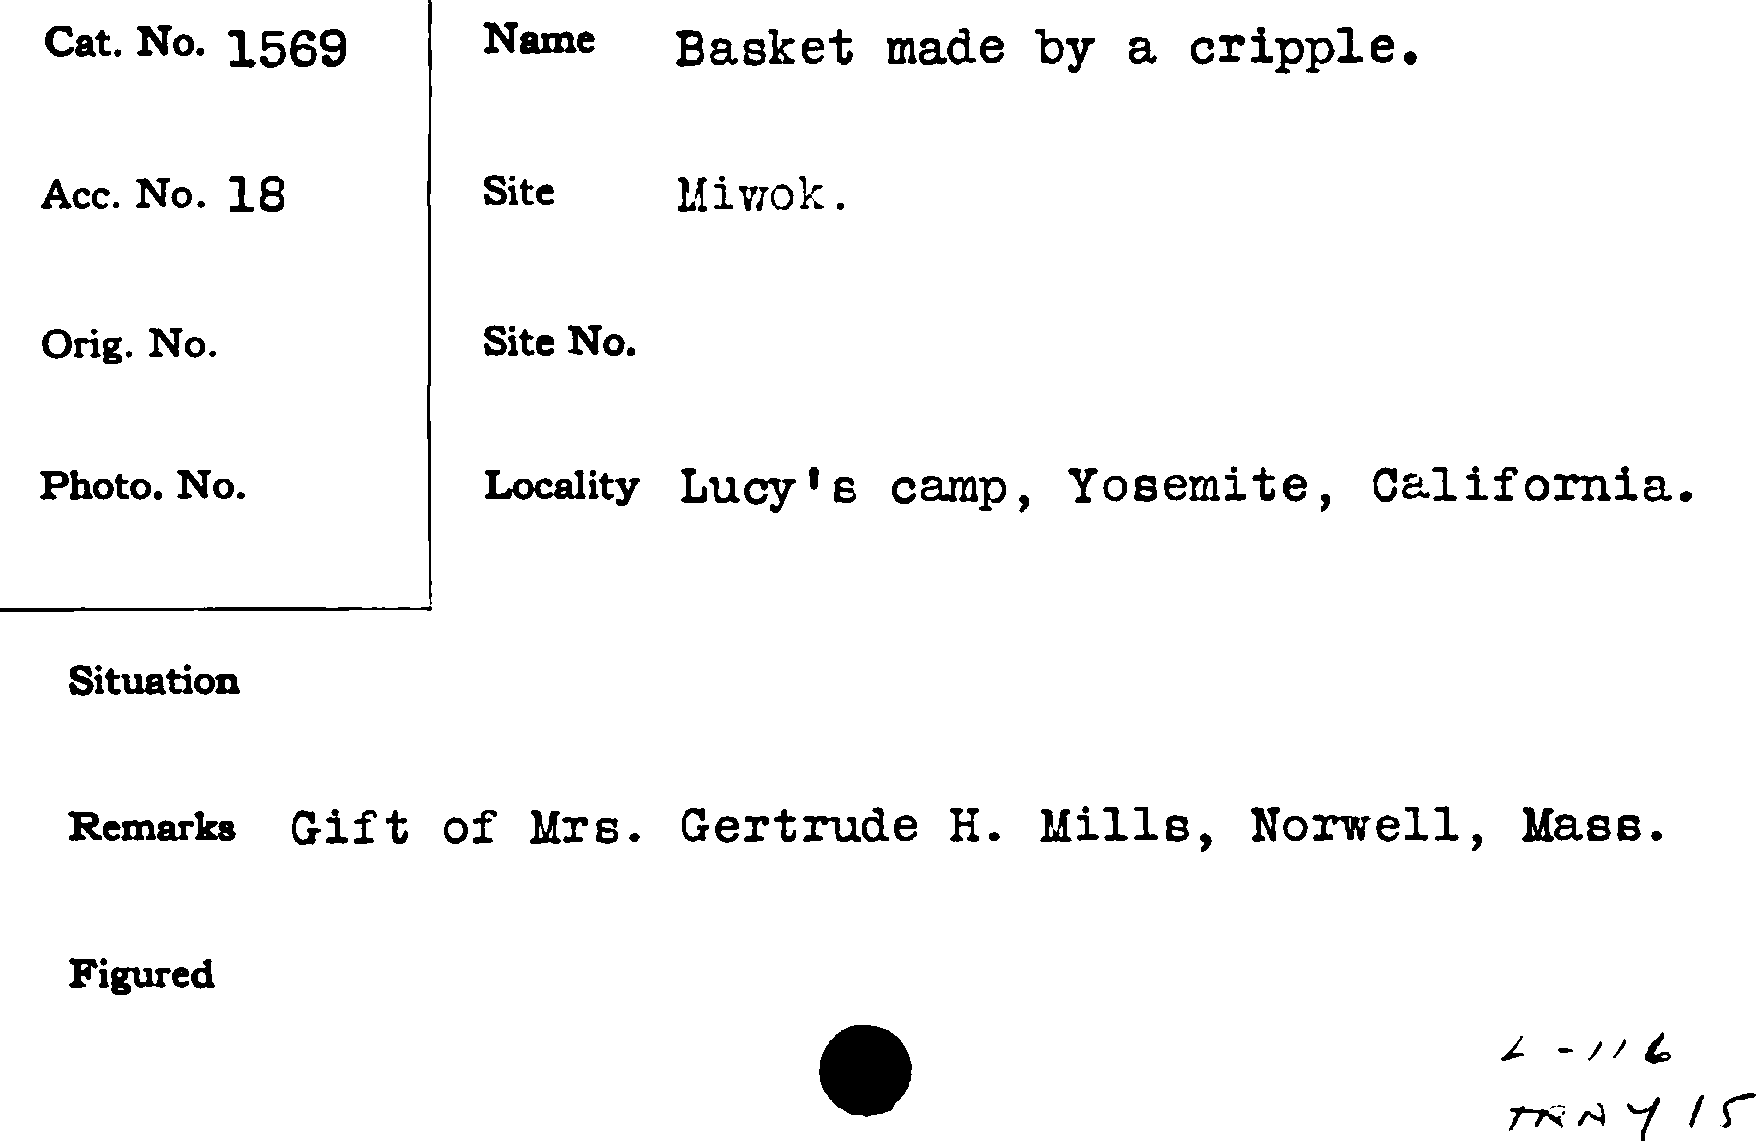 Cat. No. 1569
Name Basket made by a cripple.
Acc. No. 18
Site Miwok.
Orig. No.
Site No.
Photo. No.
Locality Lucy's camp, Yosemite, California.
Situation
Remarks Gift of Mrs. Gertrude H. Mills, Norwell, Mass.
Figured
L-116
TRAY 15